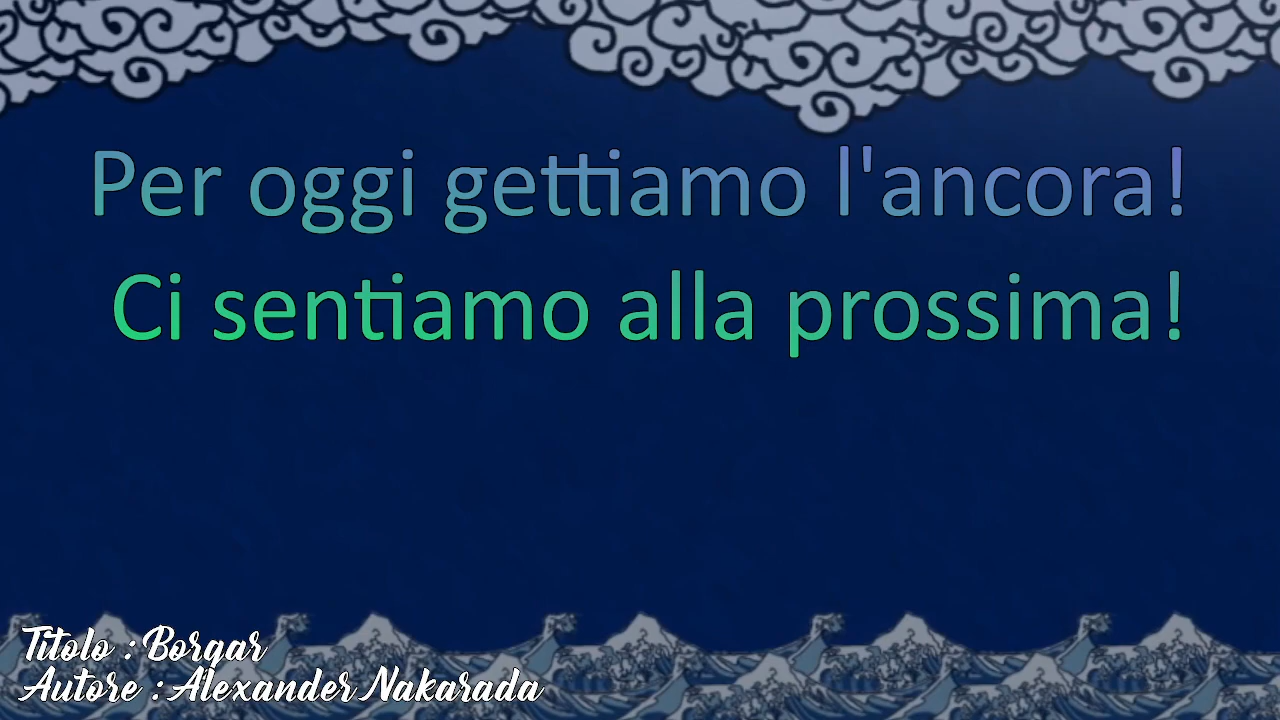 Per oggi gettiamo l'ancora!
Ci sentiamo alla prossima!
Titolo : Borgar
Autore : Alexander Nakarada